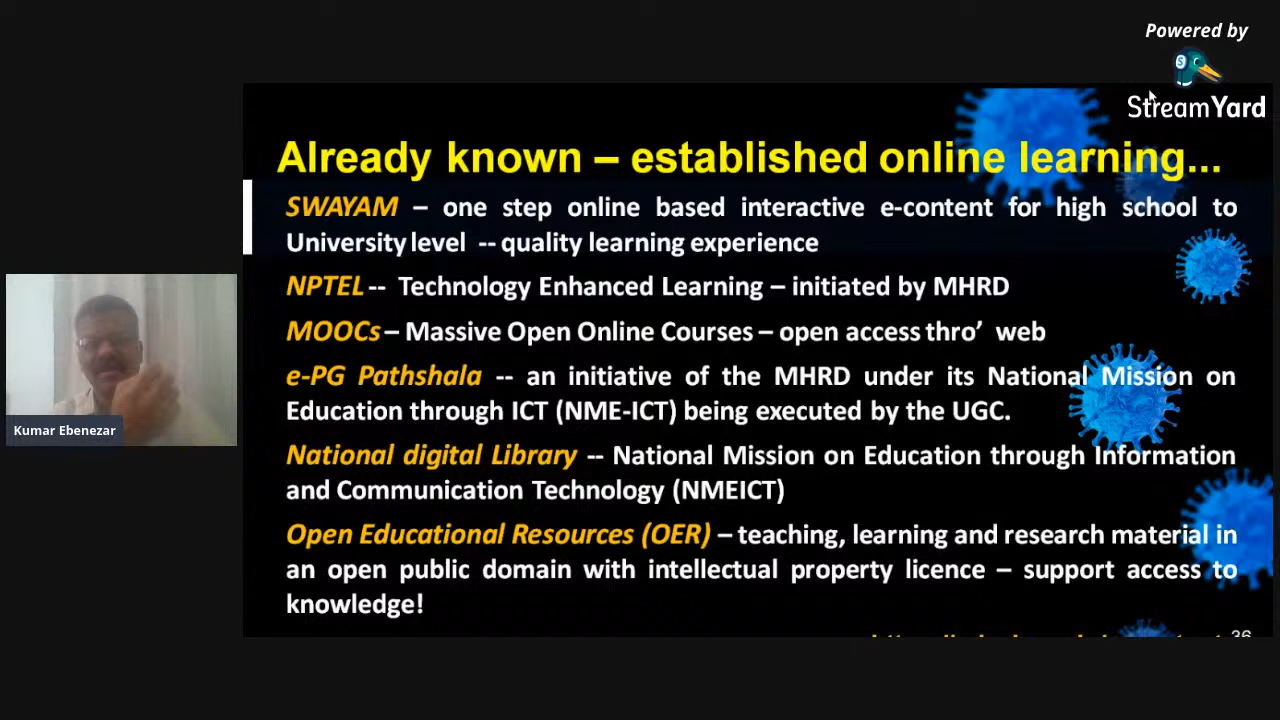 Powered by
StreamYard
Already known – established online learning...
SWAYAM – one step online based interactive e-content for high school to
University level -- quality learning experience
NPTEL -- Technology Enhanced Learning – initiated by MHRD
MOOCs – Massive Open Online Courses – open access thro’ web
e-PG Pathshala -- an initiative of the MHRD under its National Mission on
Education through ICT (NME-ICT) being executed by the UGC.
National digital Library -- National Mission on Education through Information
and Communication Technology (NMEICT)
Open Educational Resources (OER) – teaching, learning and research material in
an open public domain with intellectual property licence – support access to
knowledge!
36
Kumar Ebenezar